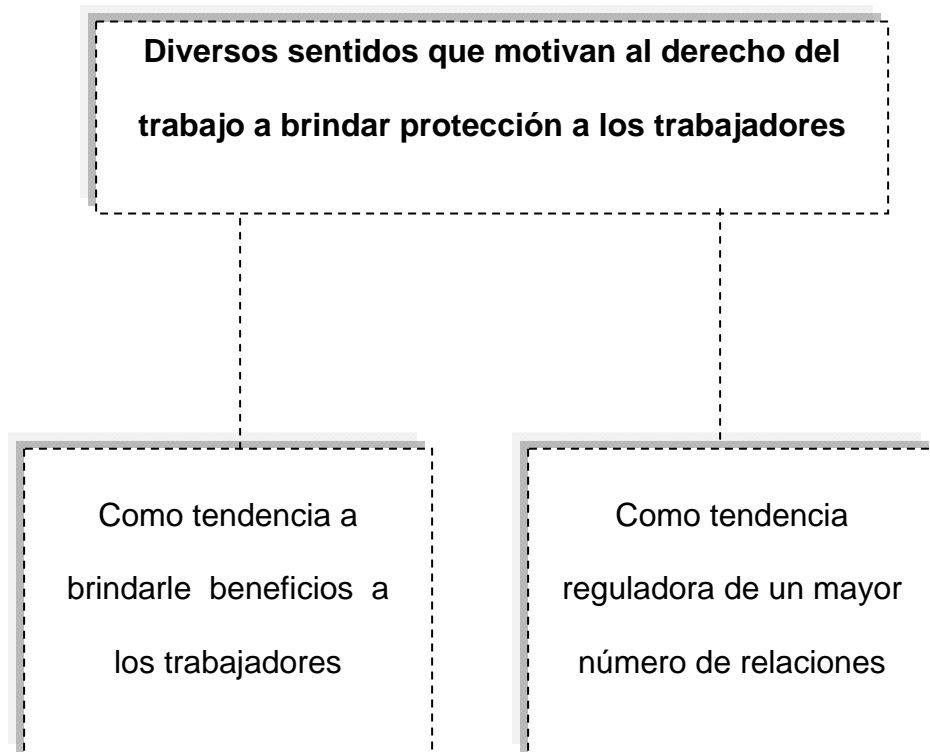 Diversos sentidos que motivan al derecho del
trabajo a brindar protección a los trabajadores
Como tendencia a
brindarle beneficios a
los trabajadores
Como tendencia
reguladora de un mayor
número de relaciones